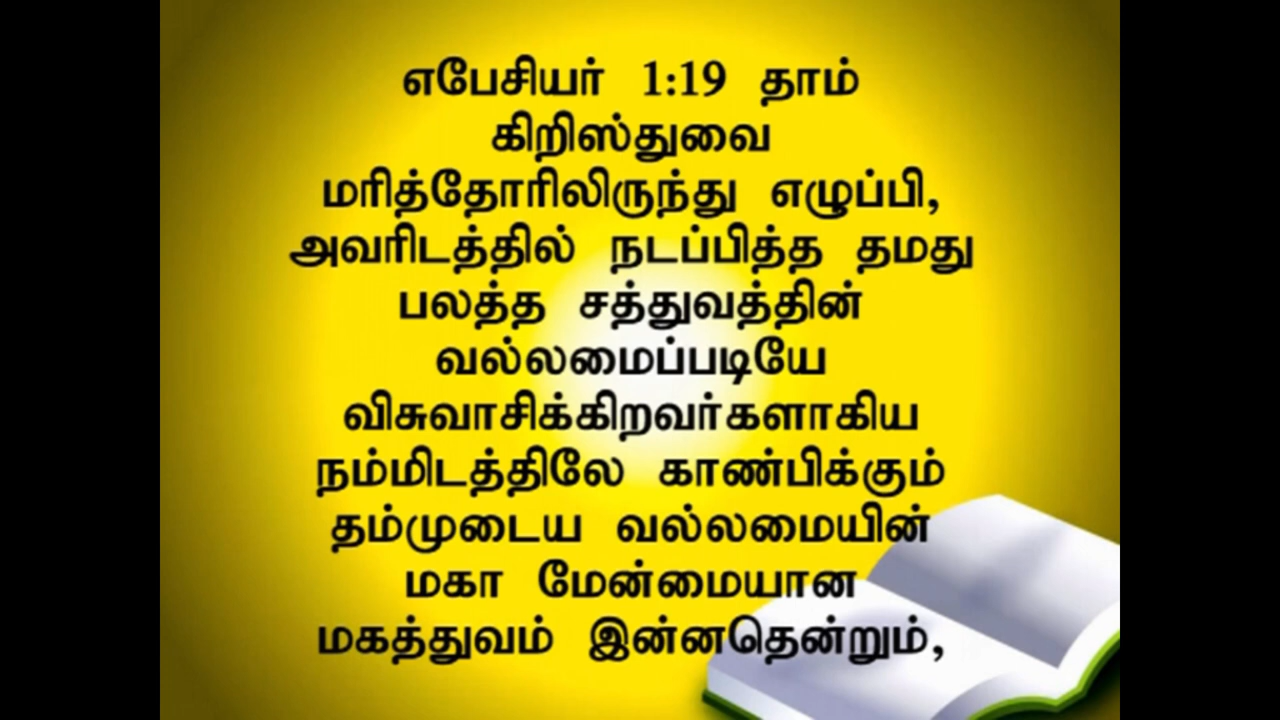 எபேசியர் 1:19 தாம்
கிறிஸ்துவை
மரித்தோரிலிருந்து எழுப்பி,
அவரிடத்தில் நடப்பித்த தமது
பலத்த சத்துவத்தின்
வல்லமைப்படியே
விசுவாசிக்கிறவர்களாகிய
நம்மிடத்திலே காண்பிக்கும்
தம்முடைய வல்லமையின்
மகா மேன்மையான
மகத்துவம் இன்னதென்றும்,